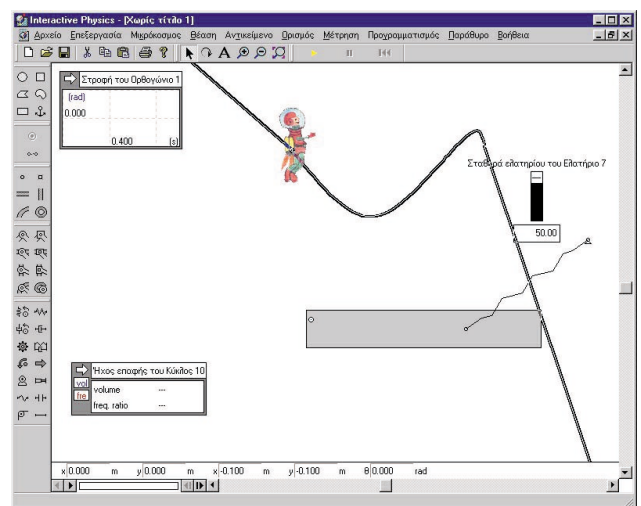 Interactive Physics - [Χωρίς τίτλο 1]
Αρχείο Επεξεργασία Μικρόκοσμος Θέαση Αντικείμενο Ορισμός Μέτρηση Προγραμματισμός Παράθυρο Βοήθεια
A
Στροφή του Ορθογώνιο 1
(rad)
0.000
0.400 (s)
Σταθερά ελατηρίου του Ελατήριο 7
50.00
Ήχος επαφής του Κύκλος 10
vol
volume ---
fre
freq. ratio ---
x 0.000 m y 0.000 m x -0.100 m y -0.100 m θ 0.000 rad